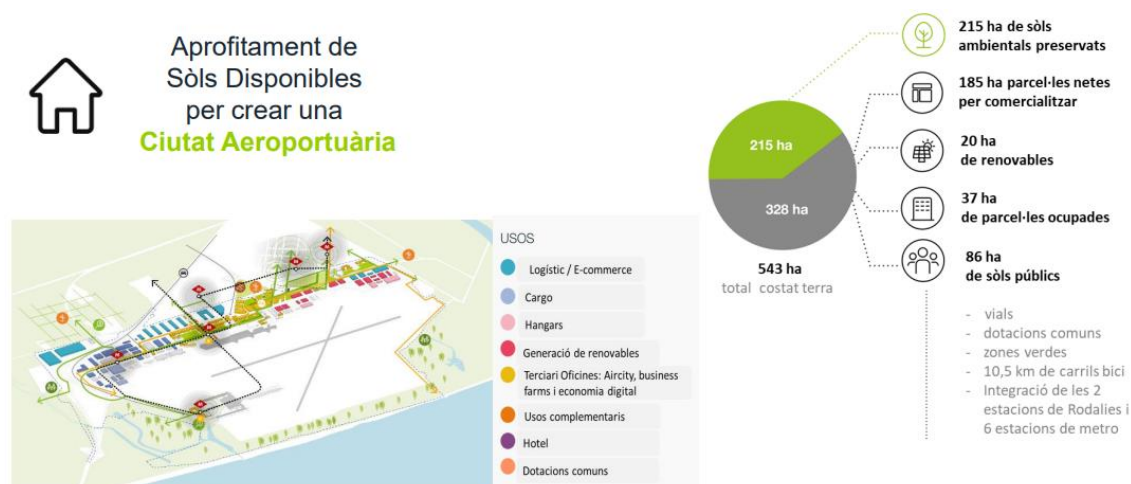 Aprofitament de
Sòls Disponibles
per crear una
Ciutat Aeroportuària
USOS
Logístic / E-commerce
Cargo
Hangars
Generació de renovables
Terciari Oficines: Aircity, business
farms i economia digital
Usos complementaris
Hotel
Dotacions comuns
215 ha
328 ha
543 ha
total costat terra
215 ha de sòls
ambientals preservats
185 ha parcel·les netes
per comercialitzar
20 ha
de renovables
37 ha
de parcel·les ocupades
86 ha
de sòls públics
- vials
- dotacions comuns
- zones verdes
- 10,5 km de carrils bici
- Integració de les 2
estacions de Rodalies i
6 estacions de metro